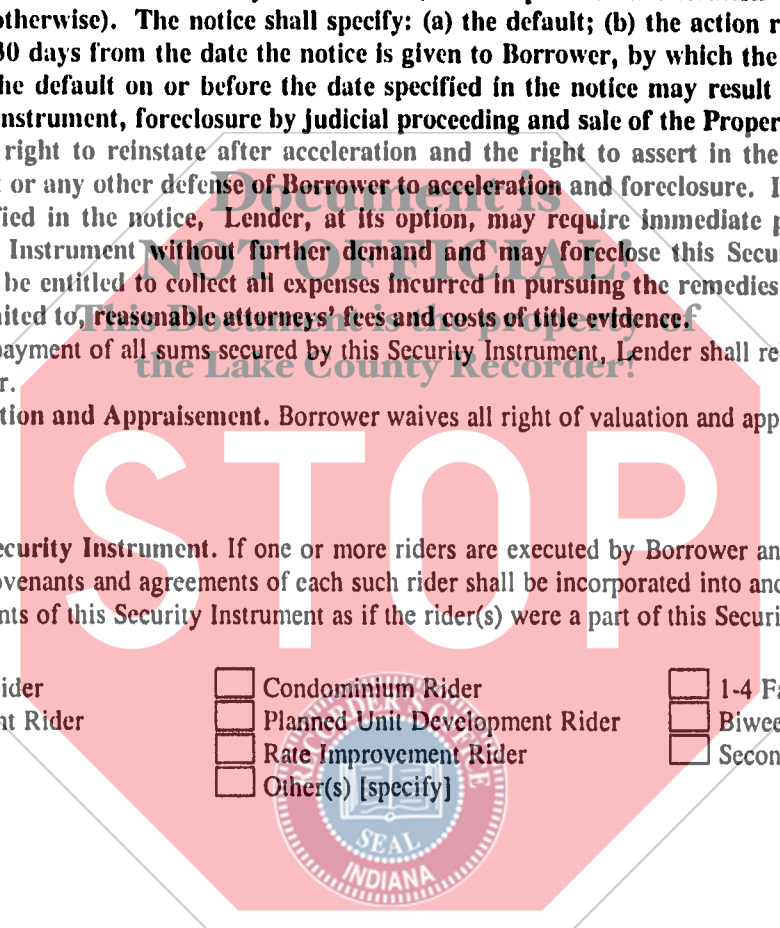 otherwise). The notice shall specify: (a) the default; (b) the action r
30 days from the date the notice is given to Borrower, by which the
he default on or before the date specified in the notice may result
nstrument, foreclosure by judicial proceeding and sale of the Proper
right to reinstate after acceleration and the right to assert in the
or any other defense of Borrower to acceleration and foreclosure. I
fied in the notice, Lender, at its option, may require immediate p
Instrument without further demand and may foreclose this Secu
be entitled to collect all expenses incurred in pursuing the remedies
ited to, reasonable attorneys' fees and costs of title evidence.
payment of all sums secured by this Security Instrument, Lender shall re
r.
tion and Appraisement. Borrower waives all right of valuation and app
Document is
NOT OFFICIAL!
This Document is the property of
the Lake County Recorder!
STOP
ecurity Instrument. If one or more riders are executed by Borrower an
ovenants and agreements of each such rider shall be incorporated into and
nts of this Security Instrument as if the rider(s) were a part of this Securi
ider Condominium Rider 1-4 Fa
nt Rider Planned Unit Development Rider Biwee
Rate Improvement Rider Secon
Other(s) [specify]
RECORDER'S OFFICE
SEAL
INDIANA